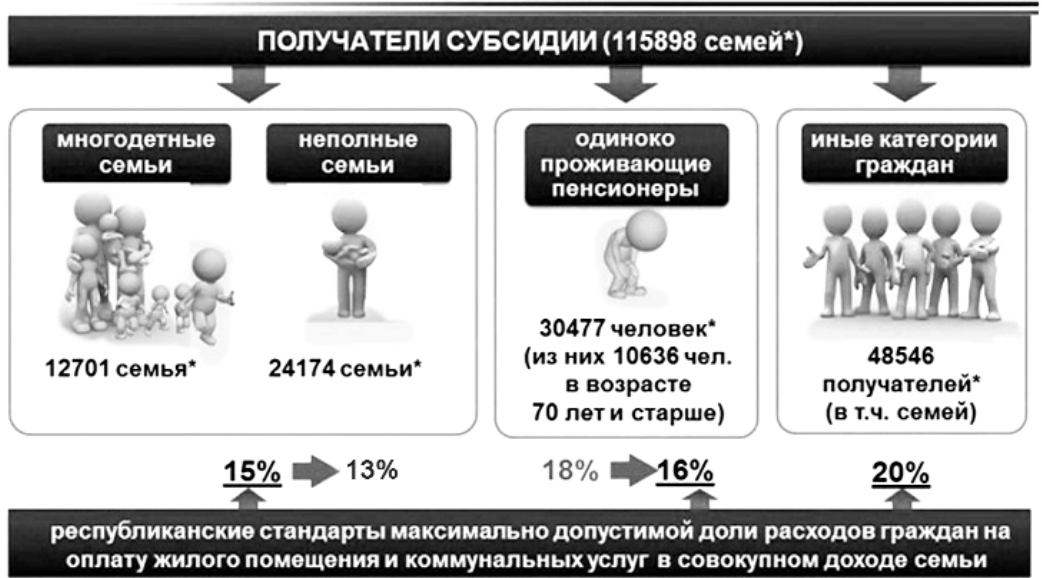 ПОЛУЧАТЕЛИ СУБСИДИИ (115898 семей*)
многодетные
семьи
12701 семья*
неполные
семьи
24174 семьи*
одиноко
проживающие
пенсионеры
30477 человек*
(из них 10636 чел.
в возрасте
70 лет и старше)
иные категории
граждан
48546
получателей*
(в т.ч. семей)
15% 13%
18% 16%
20%
республиканские стандарты максимально допустимой доли расходов граждан на
оплату жилого помещения и коммунальных услуг в совокупном доходе семьи